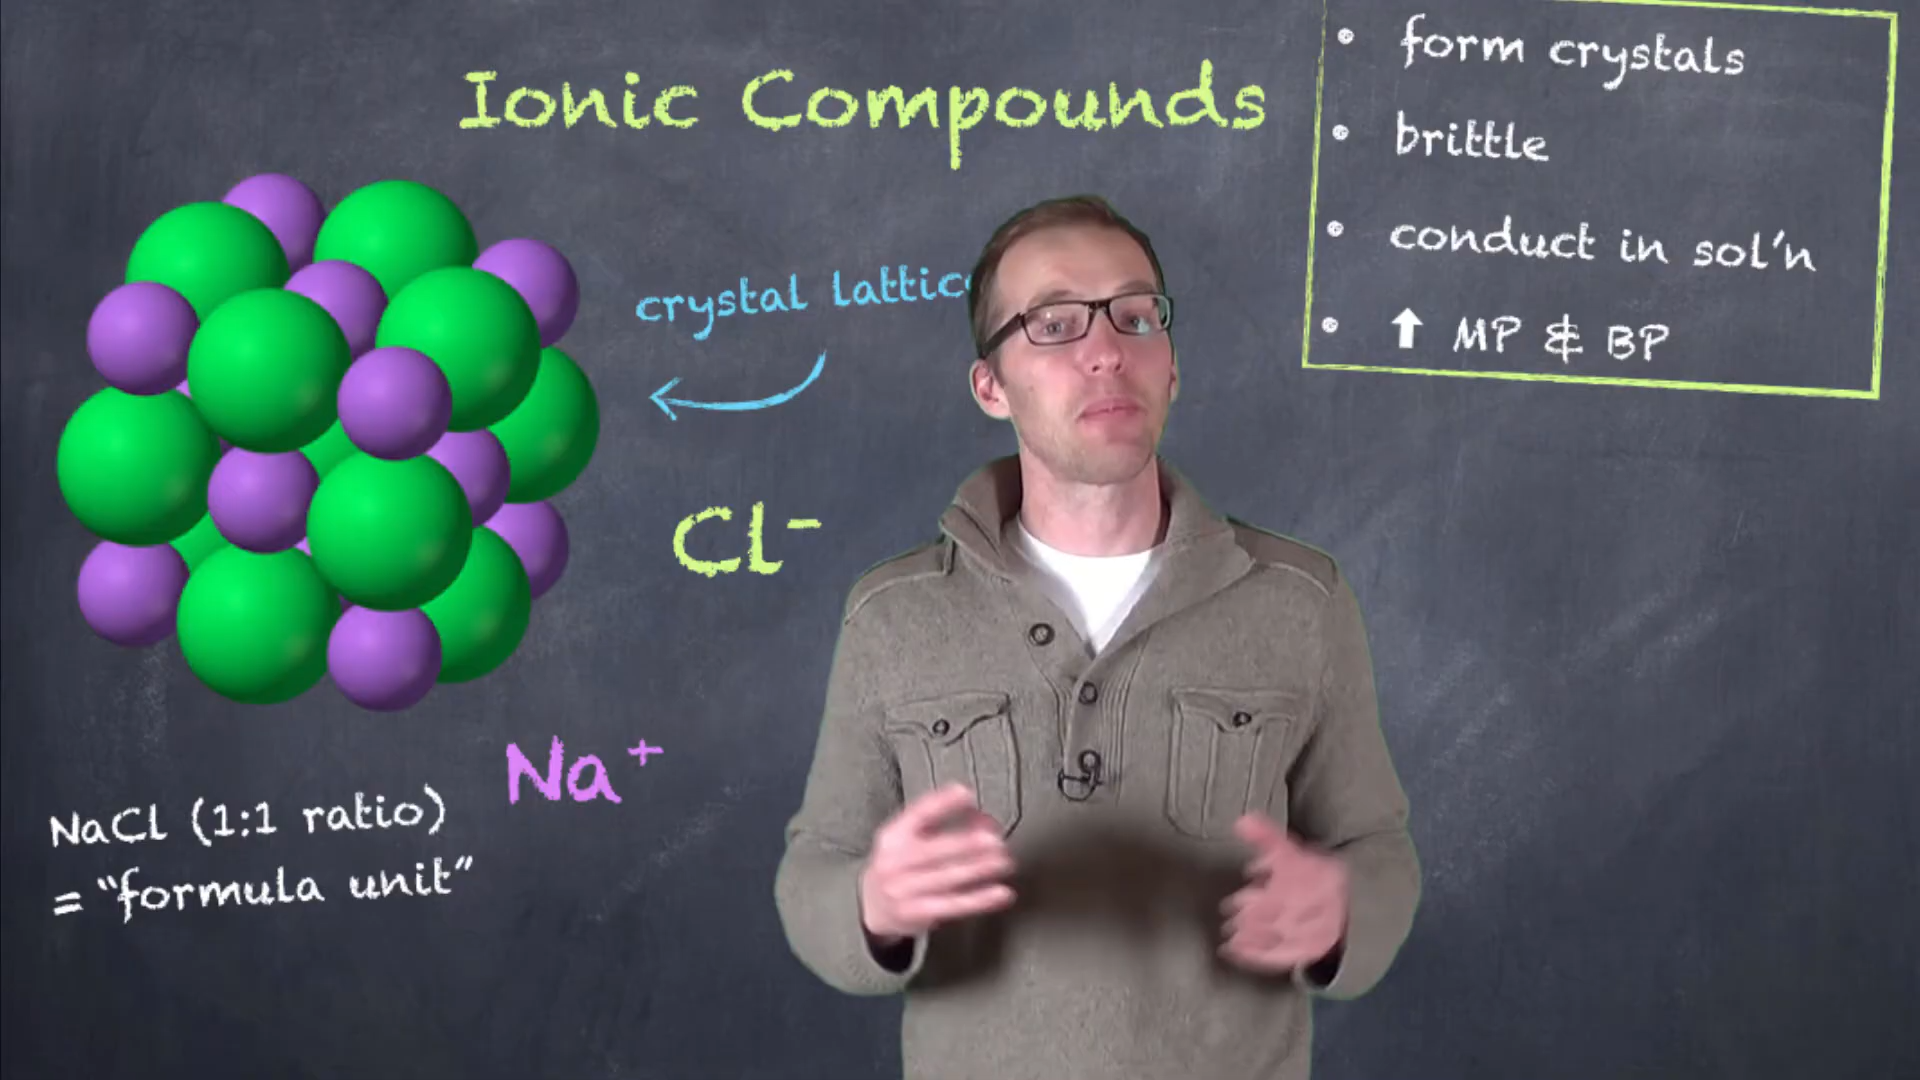 Ionic Compounds
• form crystals
• brittle
• conduct in sol’n
• ⬆ MP & BP
crystal lattic
Cl⁻
Na⁺
NaCl (1:1 ratio)
= “formula unit”